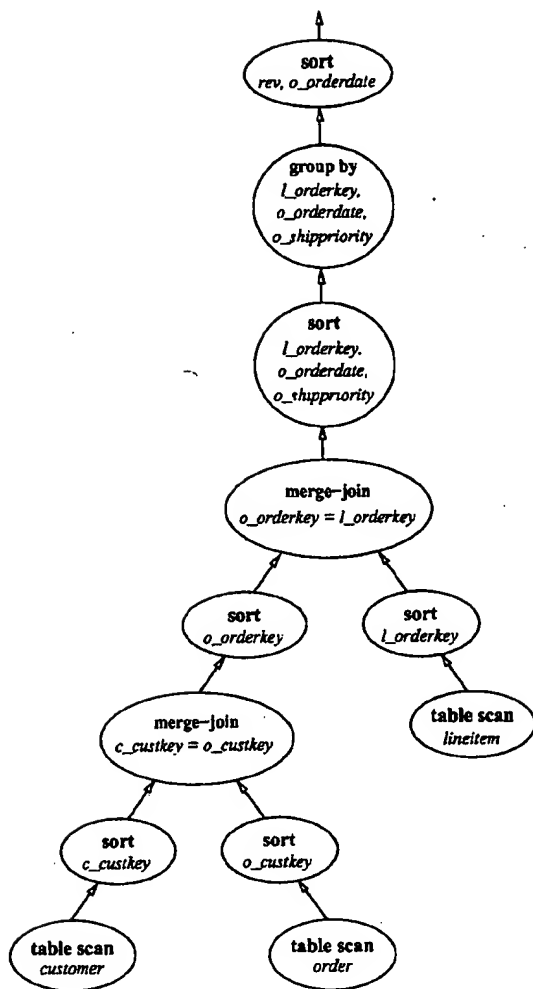 sort
rev, o_orderdate
group by
l_orderkey,
o_orderdate,
o_shippriority
sort
l_orderkey,
o_orderdate,
o_shippriority
merge-join
o_orderkey = l_orderkey
sort
o_orderkey
sort
l_orderkey
merge-join
c_custkey = o_custkey
table scan
lineitem
sort
c_custkey
sort
o_custkey
table scan
customer
table scan
order